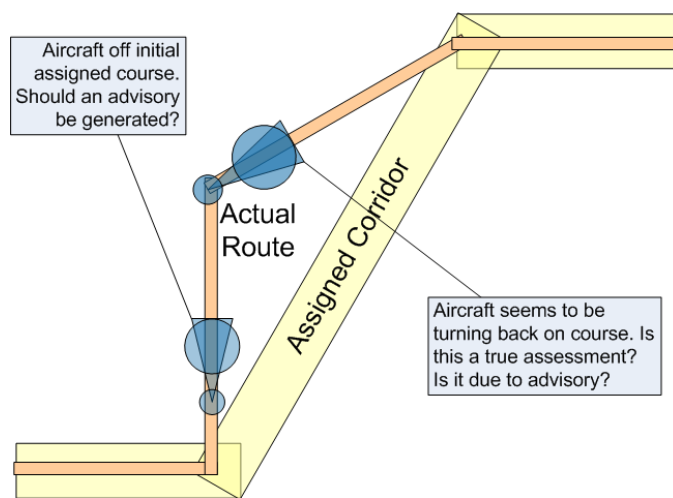 Aircraft off initial
assigned course.
Should an advisory
be generated?
Actual
Route
Assigned Corridor
Aircraft seems to be
turning back on course. Is
this a true assessment?
Is it due to advisory?